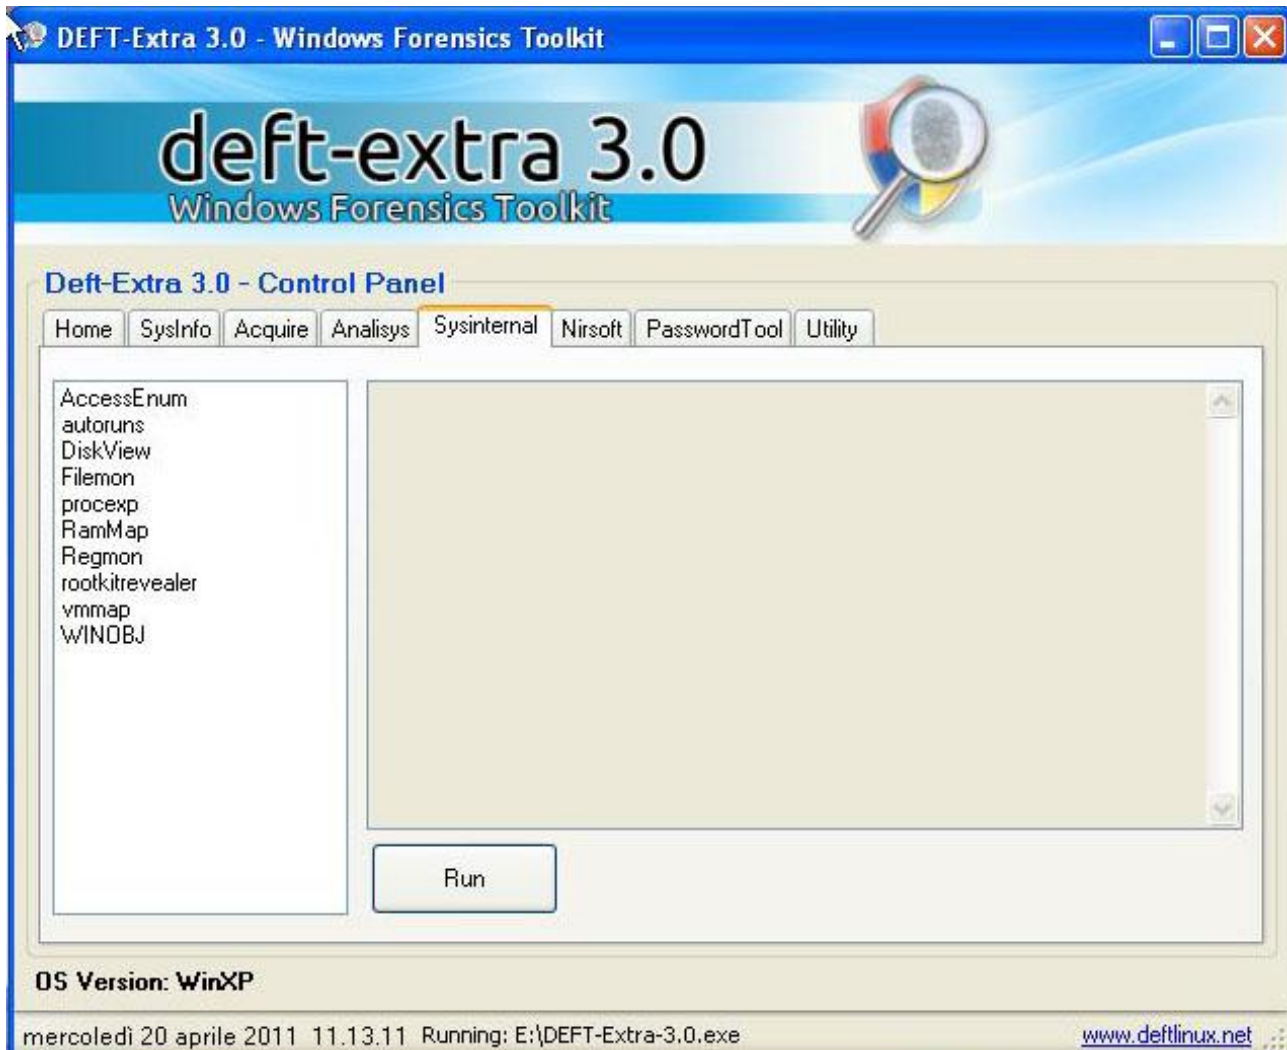 DEFT-Extra 3.0 - Windows Forensics Toolkit
deft-extra 3.0
Windows Forensics Toolkit
Deft-Extra 3.0 - Control Panel
Home SysInfo Acquire Analisys Sysinternal Nirsoft PasswordTool Utility
AccessEnum
autoruns
DiskView
Filemon
procexp
RamMap
Regmon
rootkitrevealer
vmmap
WINOBJ
Run
OS Version: WinXP
mercoledì 20 aprile 2011 11.13.11 Running: E:\DEFT-Extra-3.0.exe www.deftlinux.net